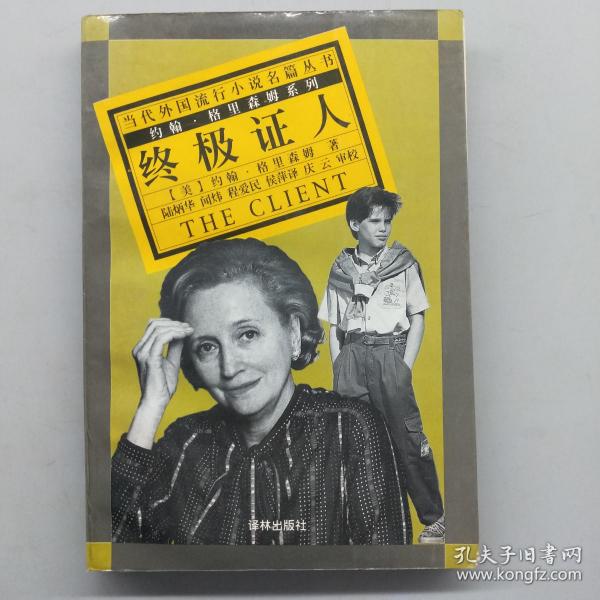 当代外国流行小说名篇丛书
约翰·格里森姆系列
终极证人
【美】约翰·格里森姆 著
陆炳华 闻炜 程爱民 侯萍译 庆云 审校
THE CLIENT
译林出版社
孔夫子旧书网
www.kongfz.com